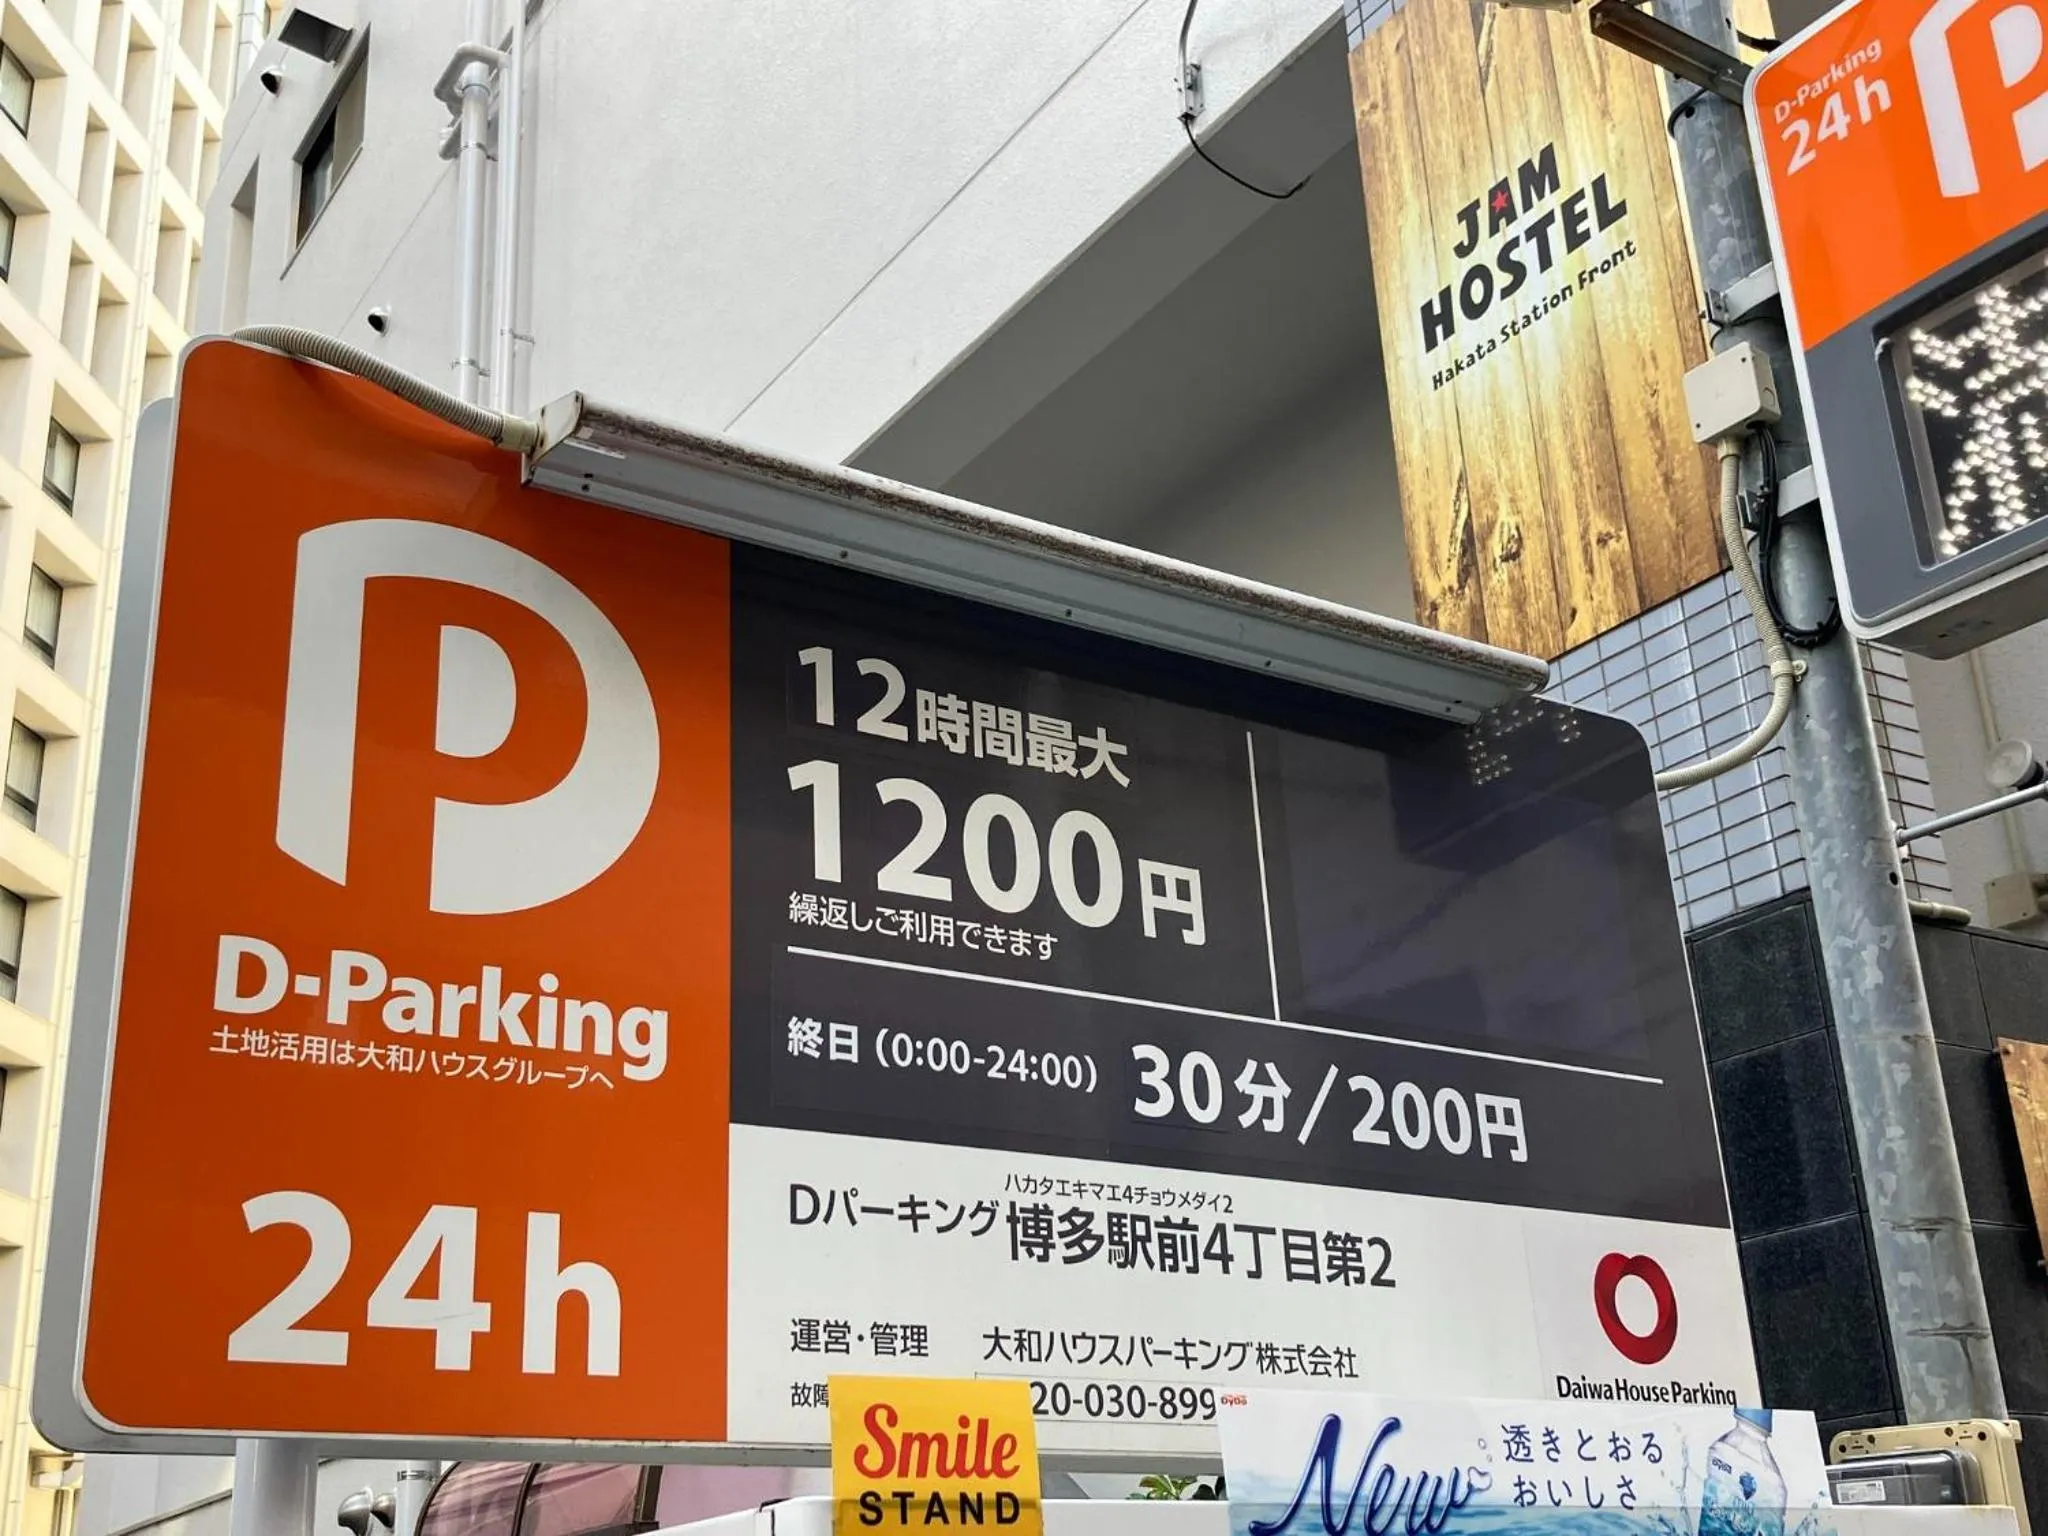 D-Parking
24h
JAM
HOSTEL
Hakata Station Front
満
P
D-Parking
土地活用は大和ハウスグループへ
24h
12時間最大
1200円
繰返しご利用できます
終日 (0:00-24:00) 30分/200円
ハカタエキマエ4チョウメダイ2
Dパーキング 博多駅前4丁目第2
運営・管理 大和ハウスパーキング株式会社
20-030-899
Daiwa House Parking
Smile
STAND
DyDo
New
透きとおる
おいしさ